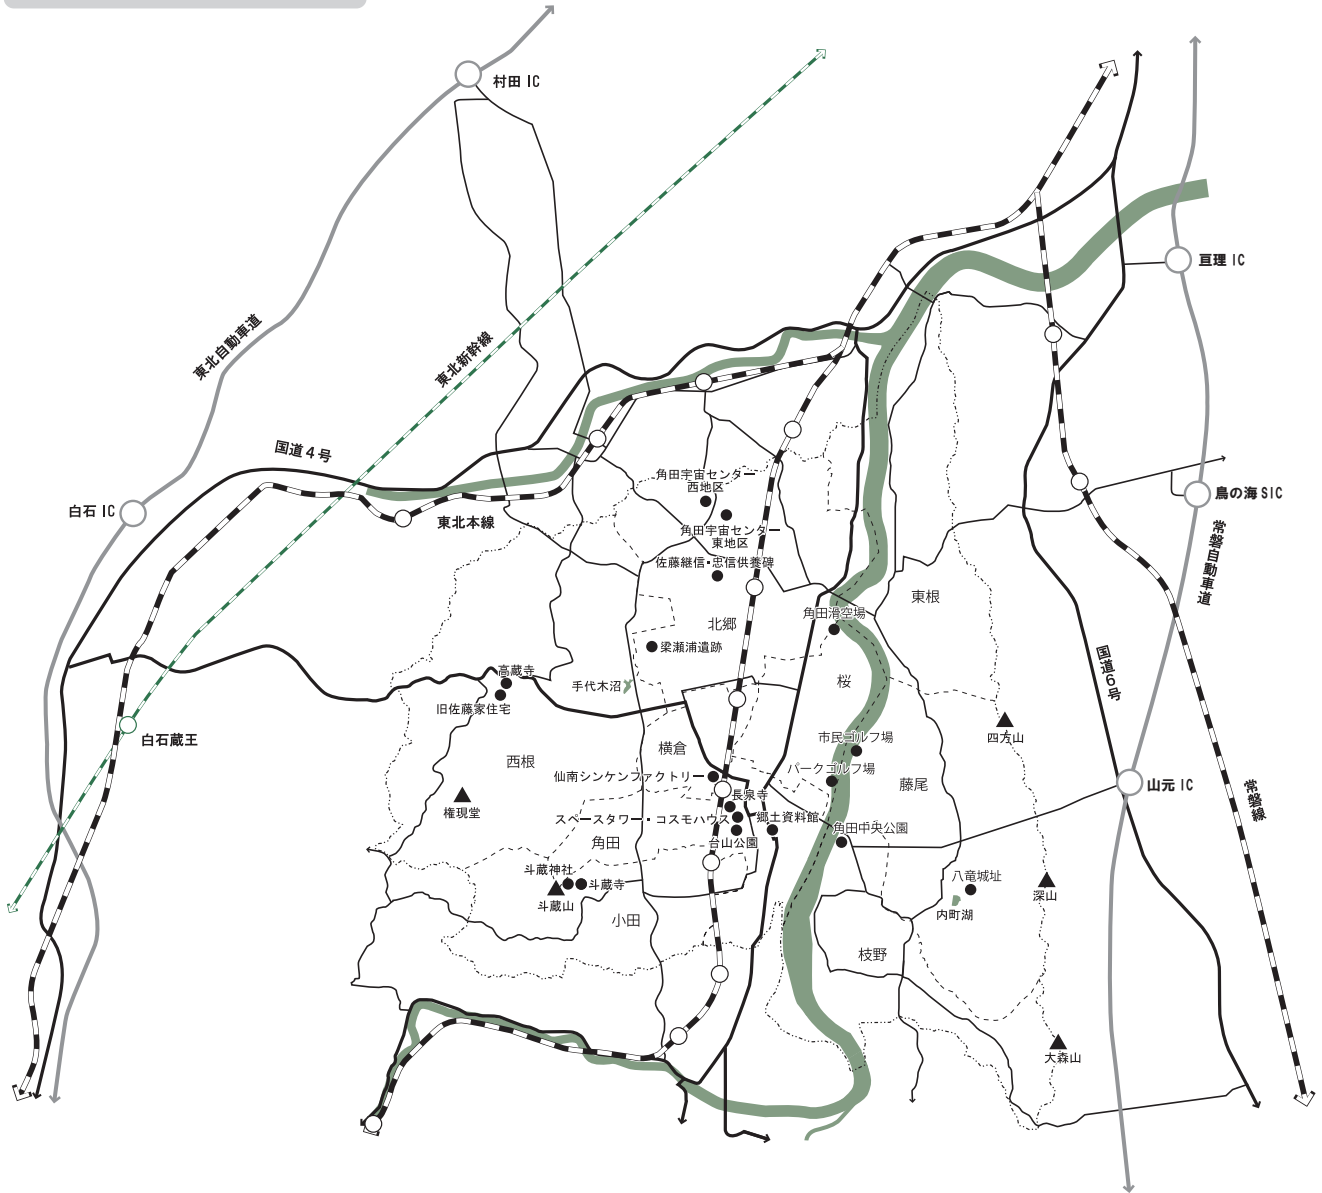 村田 IC
亘理 IC
東北自動車道
東北新幹線
国道4号
白石 IC
東北本線
鳥の海 SIC
常磐自動車道
角田宇宙センター
西地区
角田宇宙センター
東地区
佐藤継信・忠信供養碑
北郷
角田滑空場
東根
梁瀬浦遺跡
国道6号
高蔵寺
手代木沼
旧佐藤家住宅
桜
四方山
白石蔵王
横倉
市民ゴルフ場
西根
仙南シンケンファクトリー
パークゴルフ場
藤尾
山元 IC
権現堂
長泉寺
スペースタワー・コスモハウス
郷土資料館
常磐線
角田
台山公園
角田中央公園
斗蔵神社
斗蔵寺
斗蔵山
八竜城址
深山
内町湖
小田
枝野
大森山